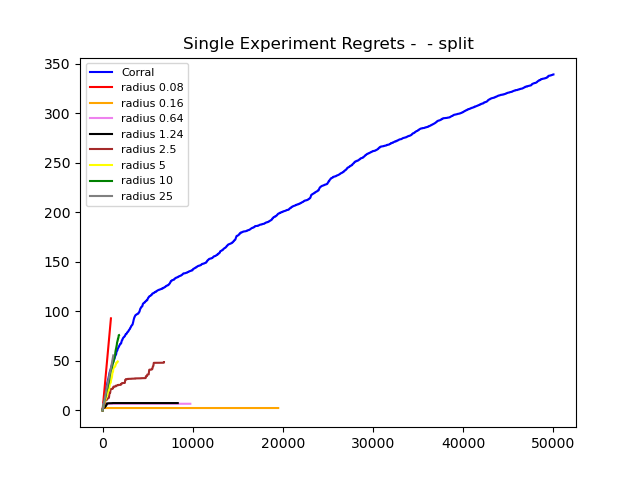 Single Experiment Regrets -  - split
350
300
250
200
150
100
50
0
Corral
radius 0.08
radius 0.16
radius 0.64
radius 1.24
radius 2.5
radius 5
radius 10
radius 25
0 10000 20000 30000 40000 50000